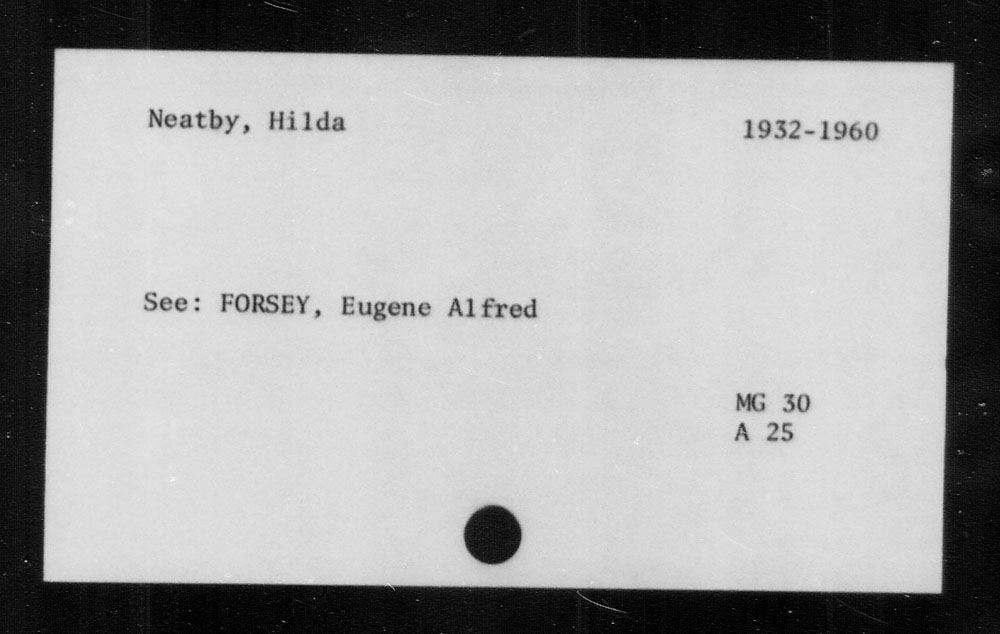 Neatby, Hilda
1932-1960
See: FORSEY, Eugene Alfred
MG 30
A 25